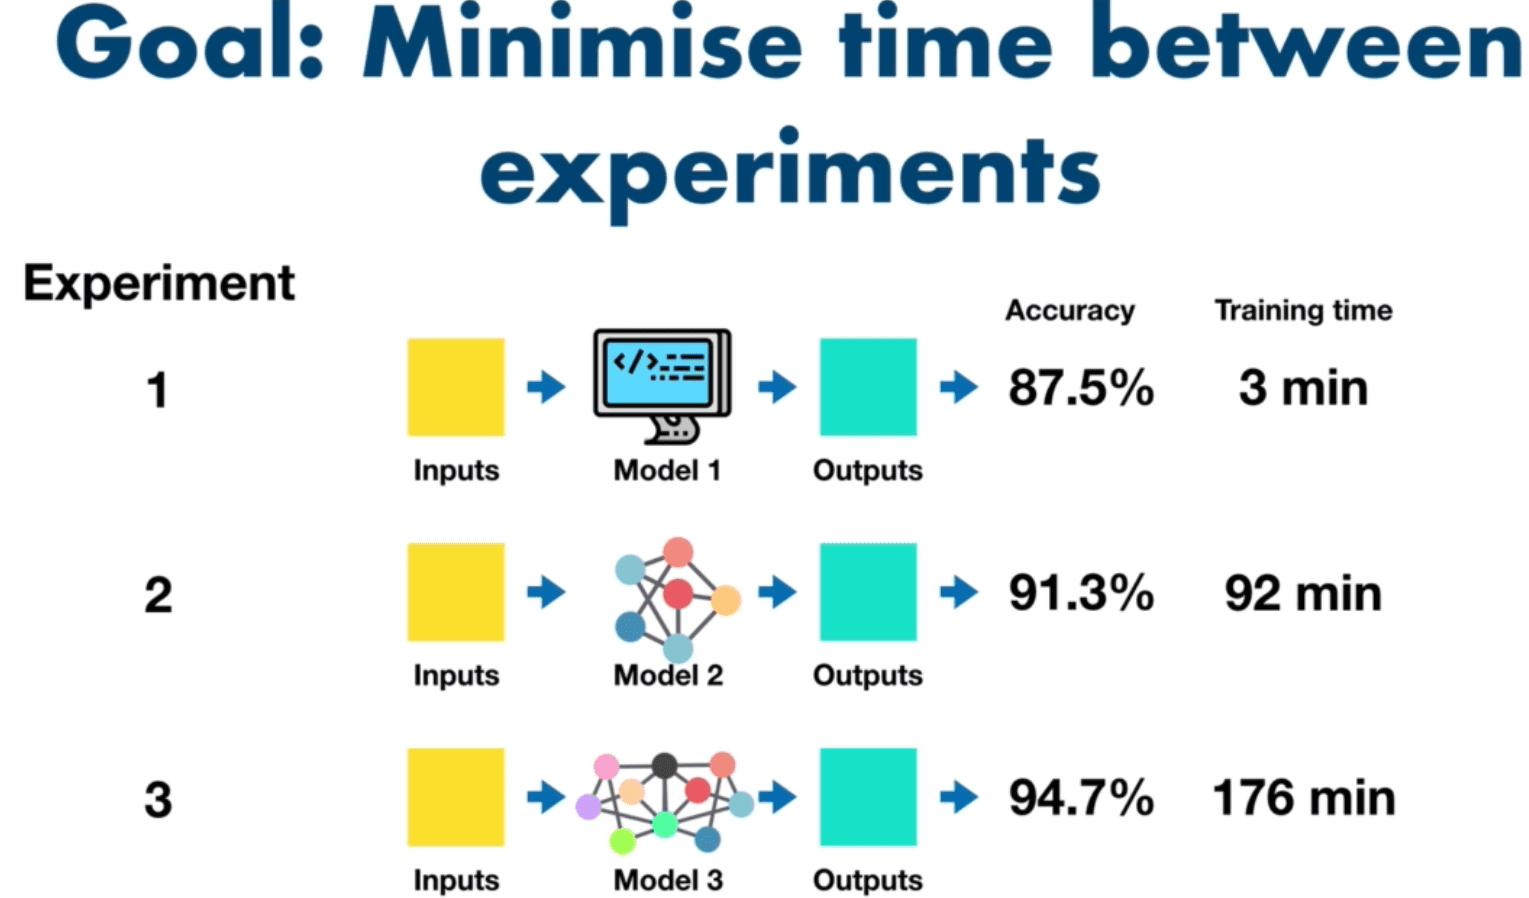 Goal: Minimise time between
experiments
Experiment
Accuracy Training time
1 </> 87.5% 3 min
Inputs Model 1 Outputs
2 91.3% 92 min
Inputs Model 2 Outputs
3 94.7% 176 min
Inputs Model 3 Outputs